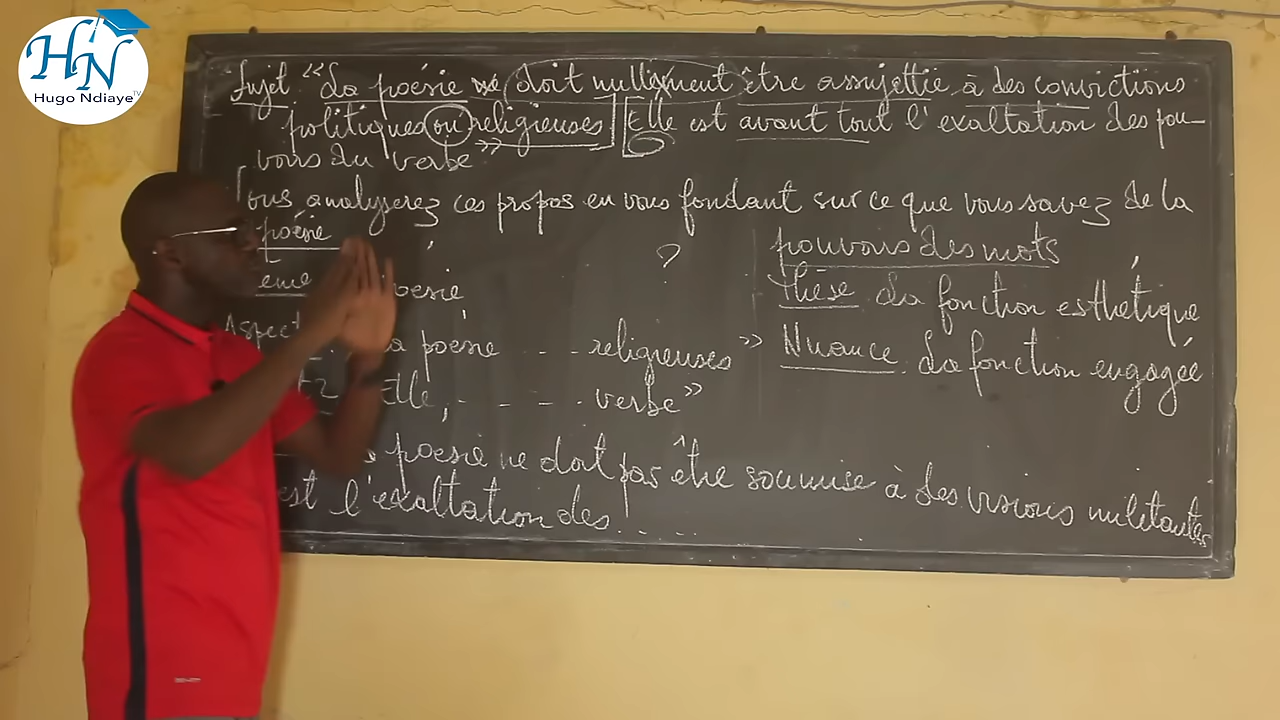 HN
Hugo Ndiaye TV
Sujet : "La poésie ne doit nullement être assujettie à des convictions
politiques ou religieuses. Elle est avant tout l'exaltation des pou-
voirs du verbe"
Vous analyserez ces propos en vous fondant sur ce que vous savez de la
poésie
?
pouvoirs des mots
poésie
Thèse : La fonction esthétique
Aspect
poésie ... religieuses"
Nuance : La fonction engagée
2 Elle, - - - - verbe"
poésie ne doit pas être soumise à des visions militantes
est l'exaltation des . . . . .